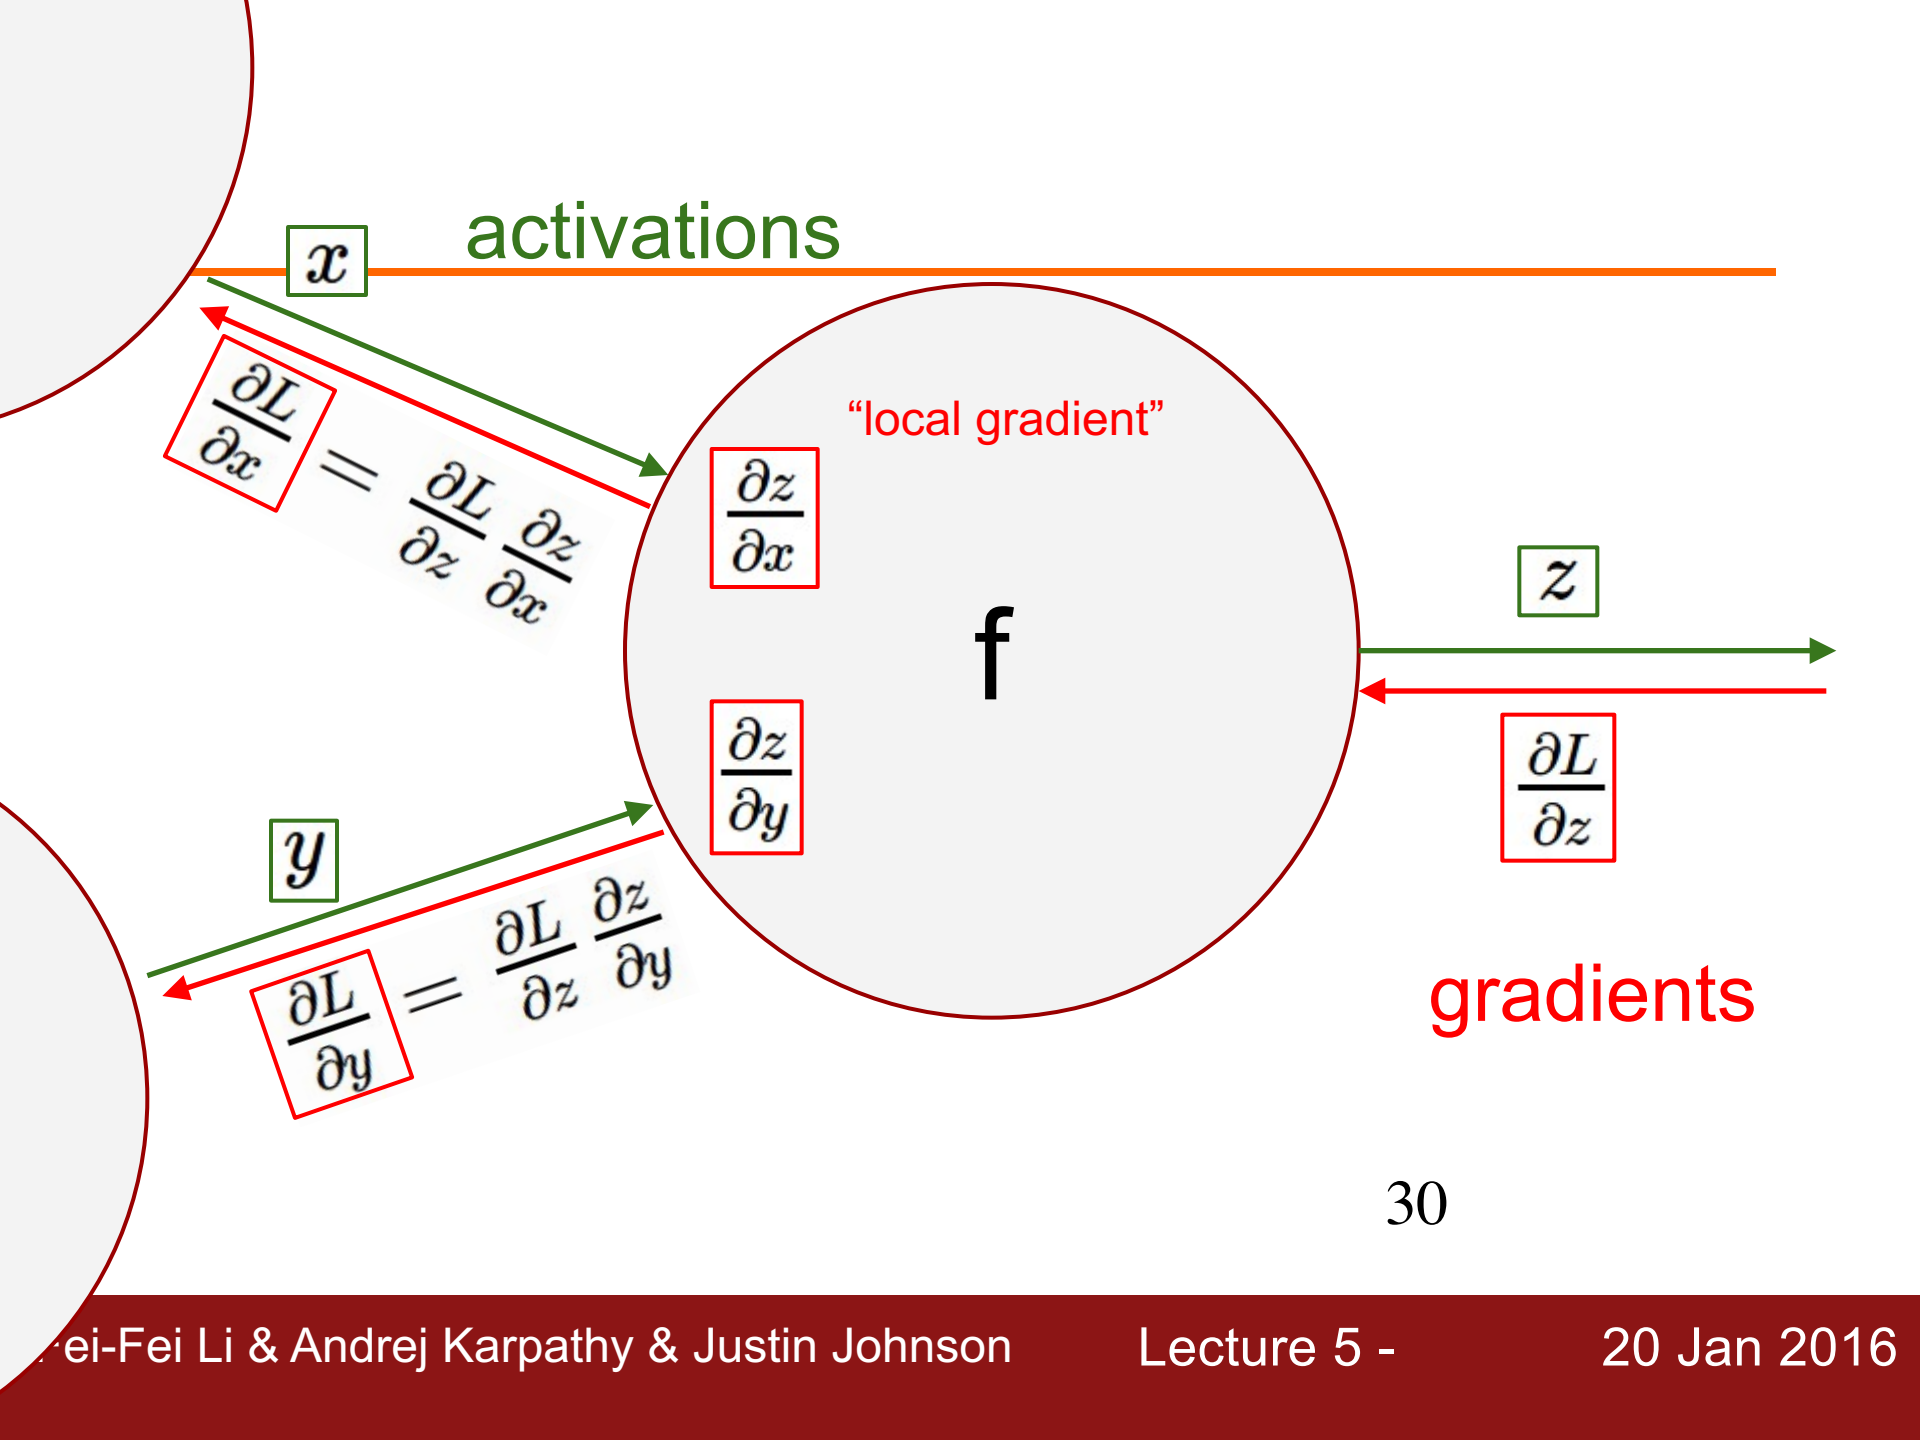 activations
x
∂L/∂x = ∂L/∂z ∂z/∂x
“local gradient”
∂z/∂x
f
z
∂z/∂y
∂L/∂z
y
∂L/∂y = ∂L/∂z ∂z/∂y
gradients
30
ei-Fei Li & Andrej Karpathy & Justin Johnson
Lecture 5 -
20 Jan 2016